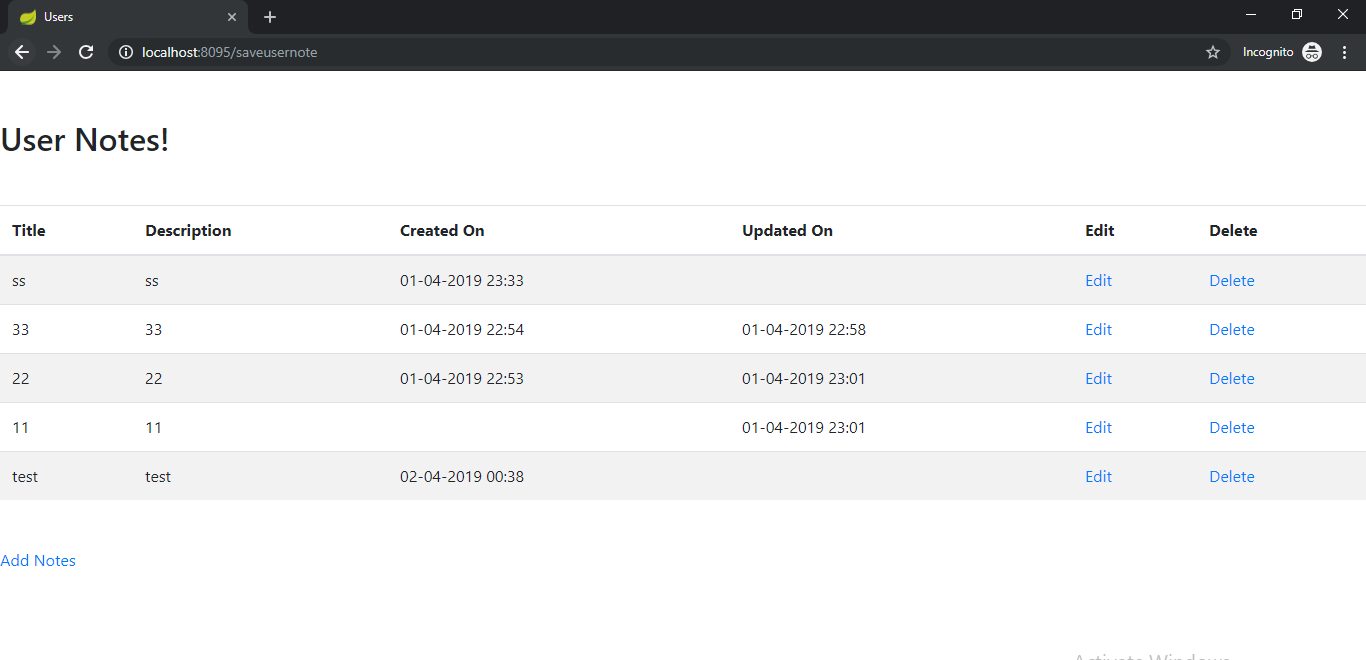 Users
localhost:8095/saveusernote
Incognito
User Notes!
Title Description Created On Updated On Edit Delete
ss ss 01-04-2019 23:33 Edit Delete
33 33 01-04-2019 22:54 01-04-2019 22:58 Edit Delete
22 22 01-04-2019 22:53 01-04-2019 23:01 Edit Delete
11 11 01-04-2019 23:01 Edit Delete
test test 02-04-2019 00:38 Edit Delete
Add Notes
Activate Windows